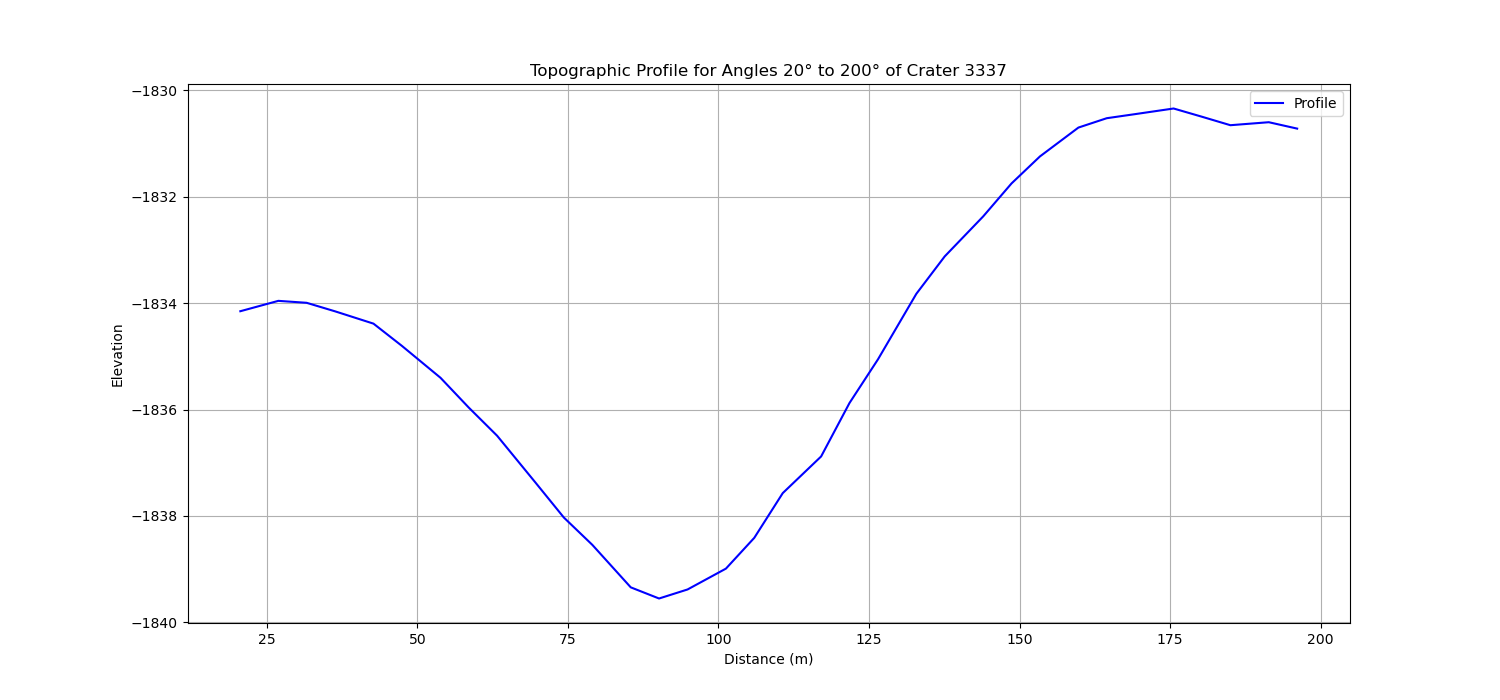 Topographic Profile for Angles 20° to 200° of Crater 3337
Profile
−1830
−1832
−1834
−1836
−1838
−1840
Elevation
25 50 75 100 125 150 175 200
Distance (m)